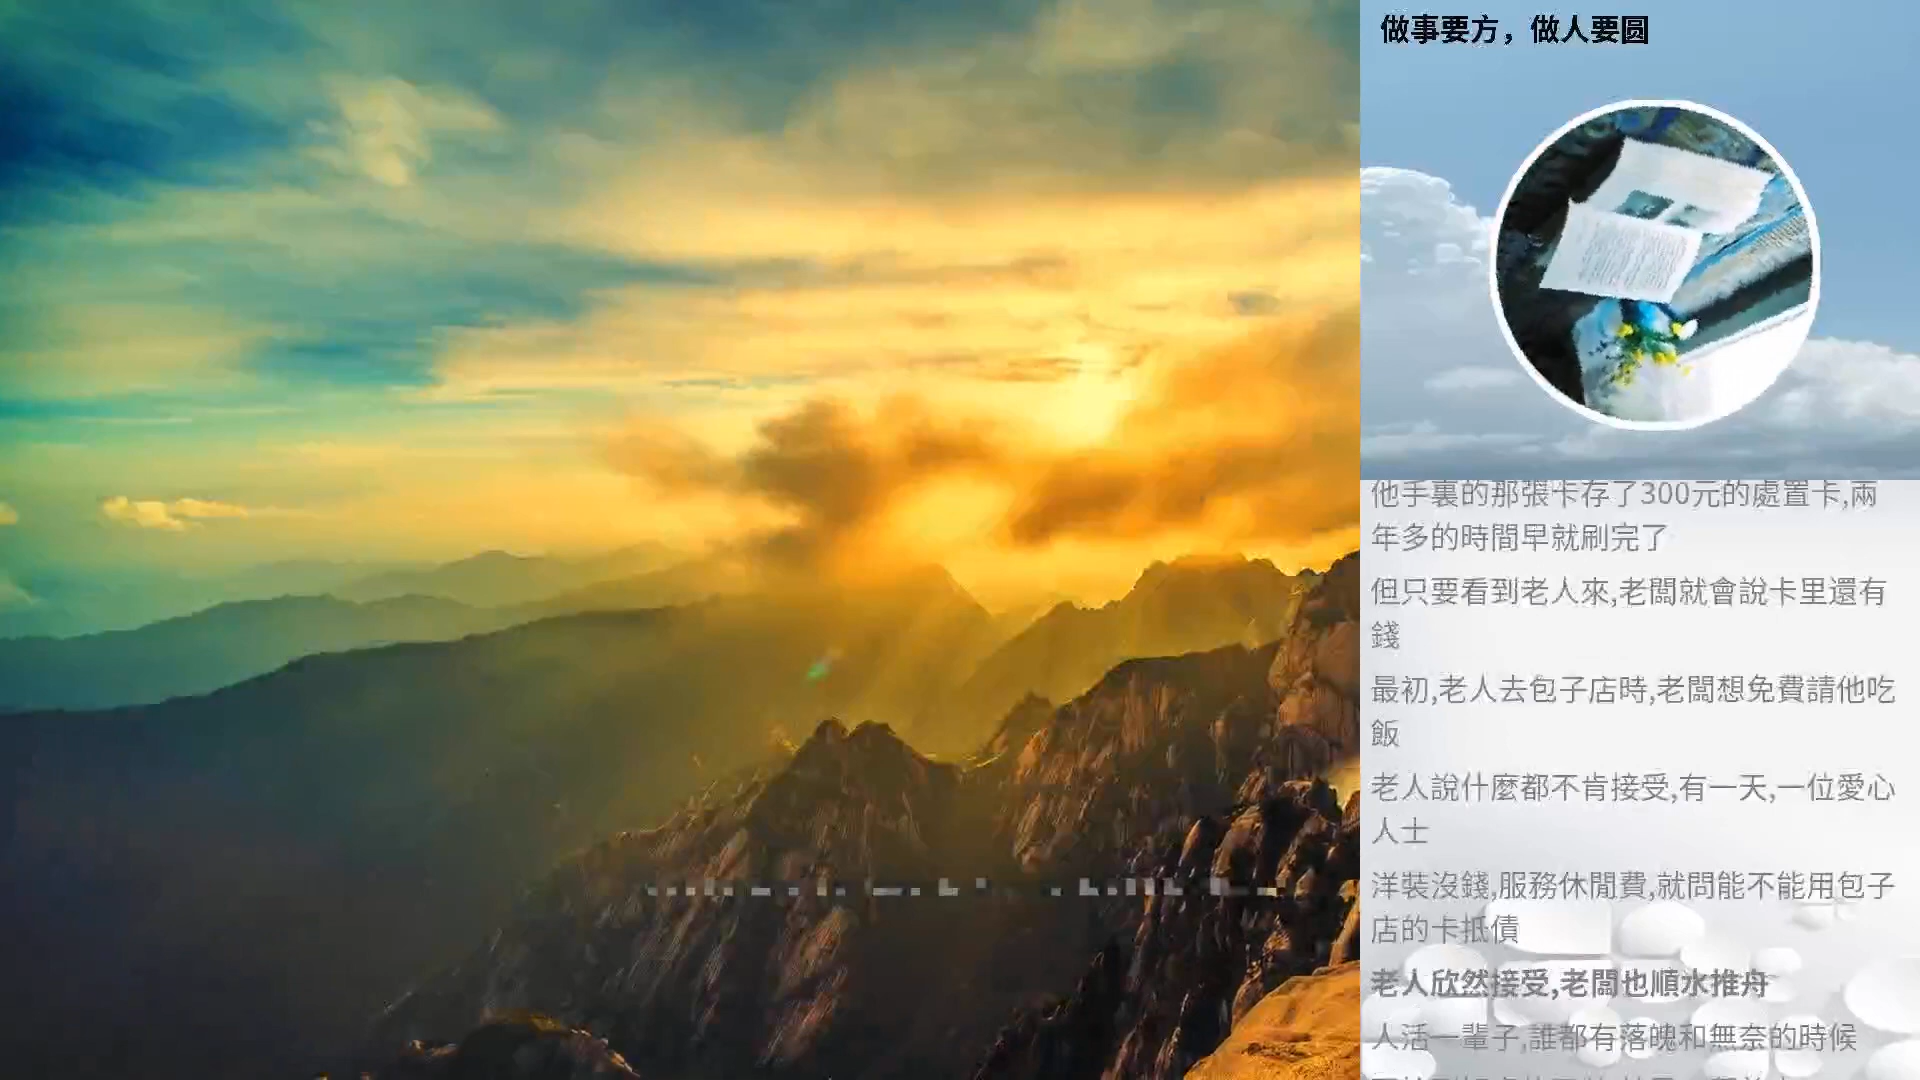 做事要方，做人要圆
他手裏的那張卡存了300元的處置卡,兩
年多的時間早就刷完了
但只要看到老人來,老闆就會說卡里還有
錢
最初,老人去包子店時,老闆想免費請他吃
飯
老人說什麼都不肯接受,有一天,一位愛心
人士
洋裝沒錢,服務休閒費,就問能不能用包子
店的卡抵債
老人欣然接受,老闆也順水推舟
人活一輩子,誰都有落魄和無奈的時候